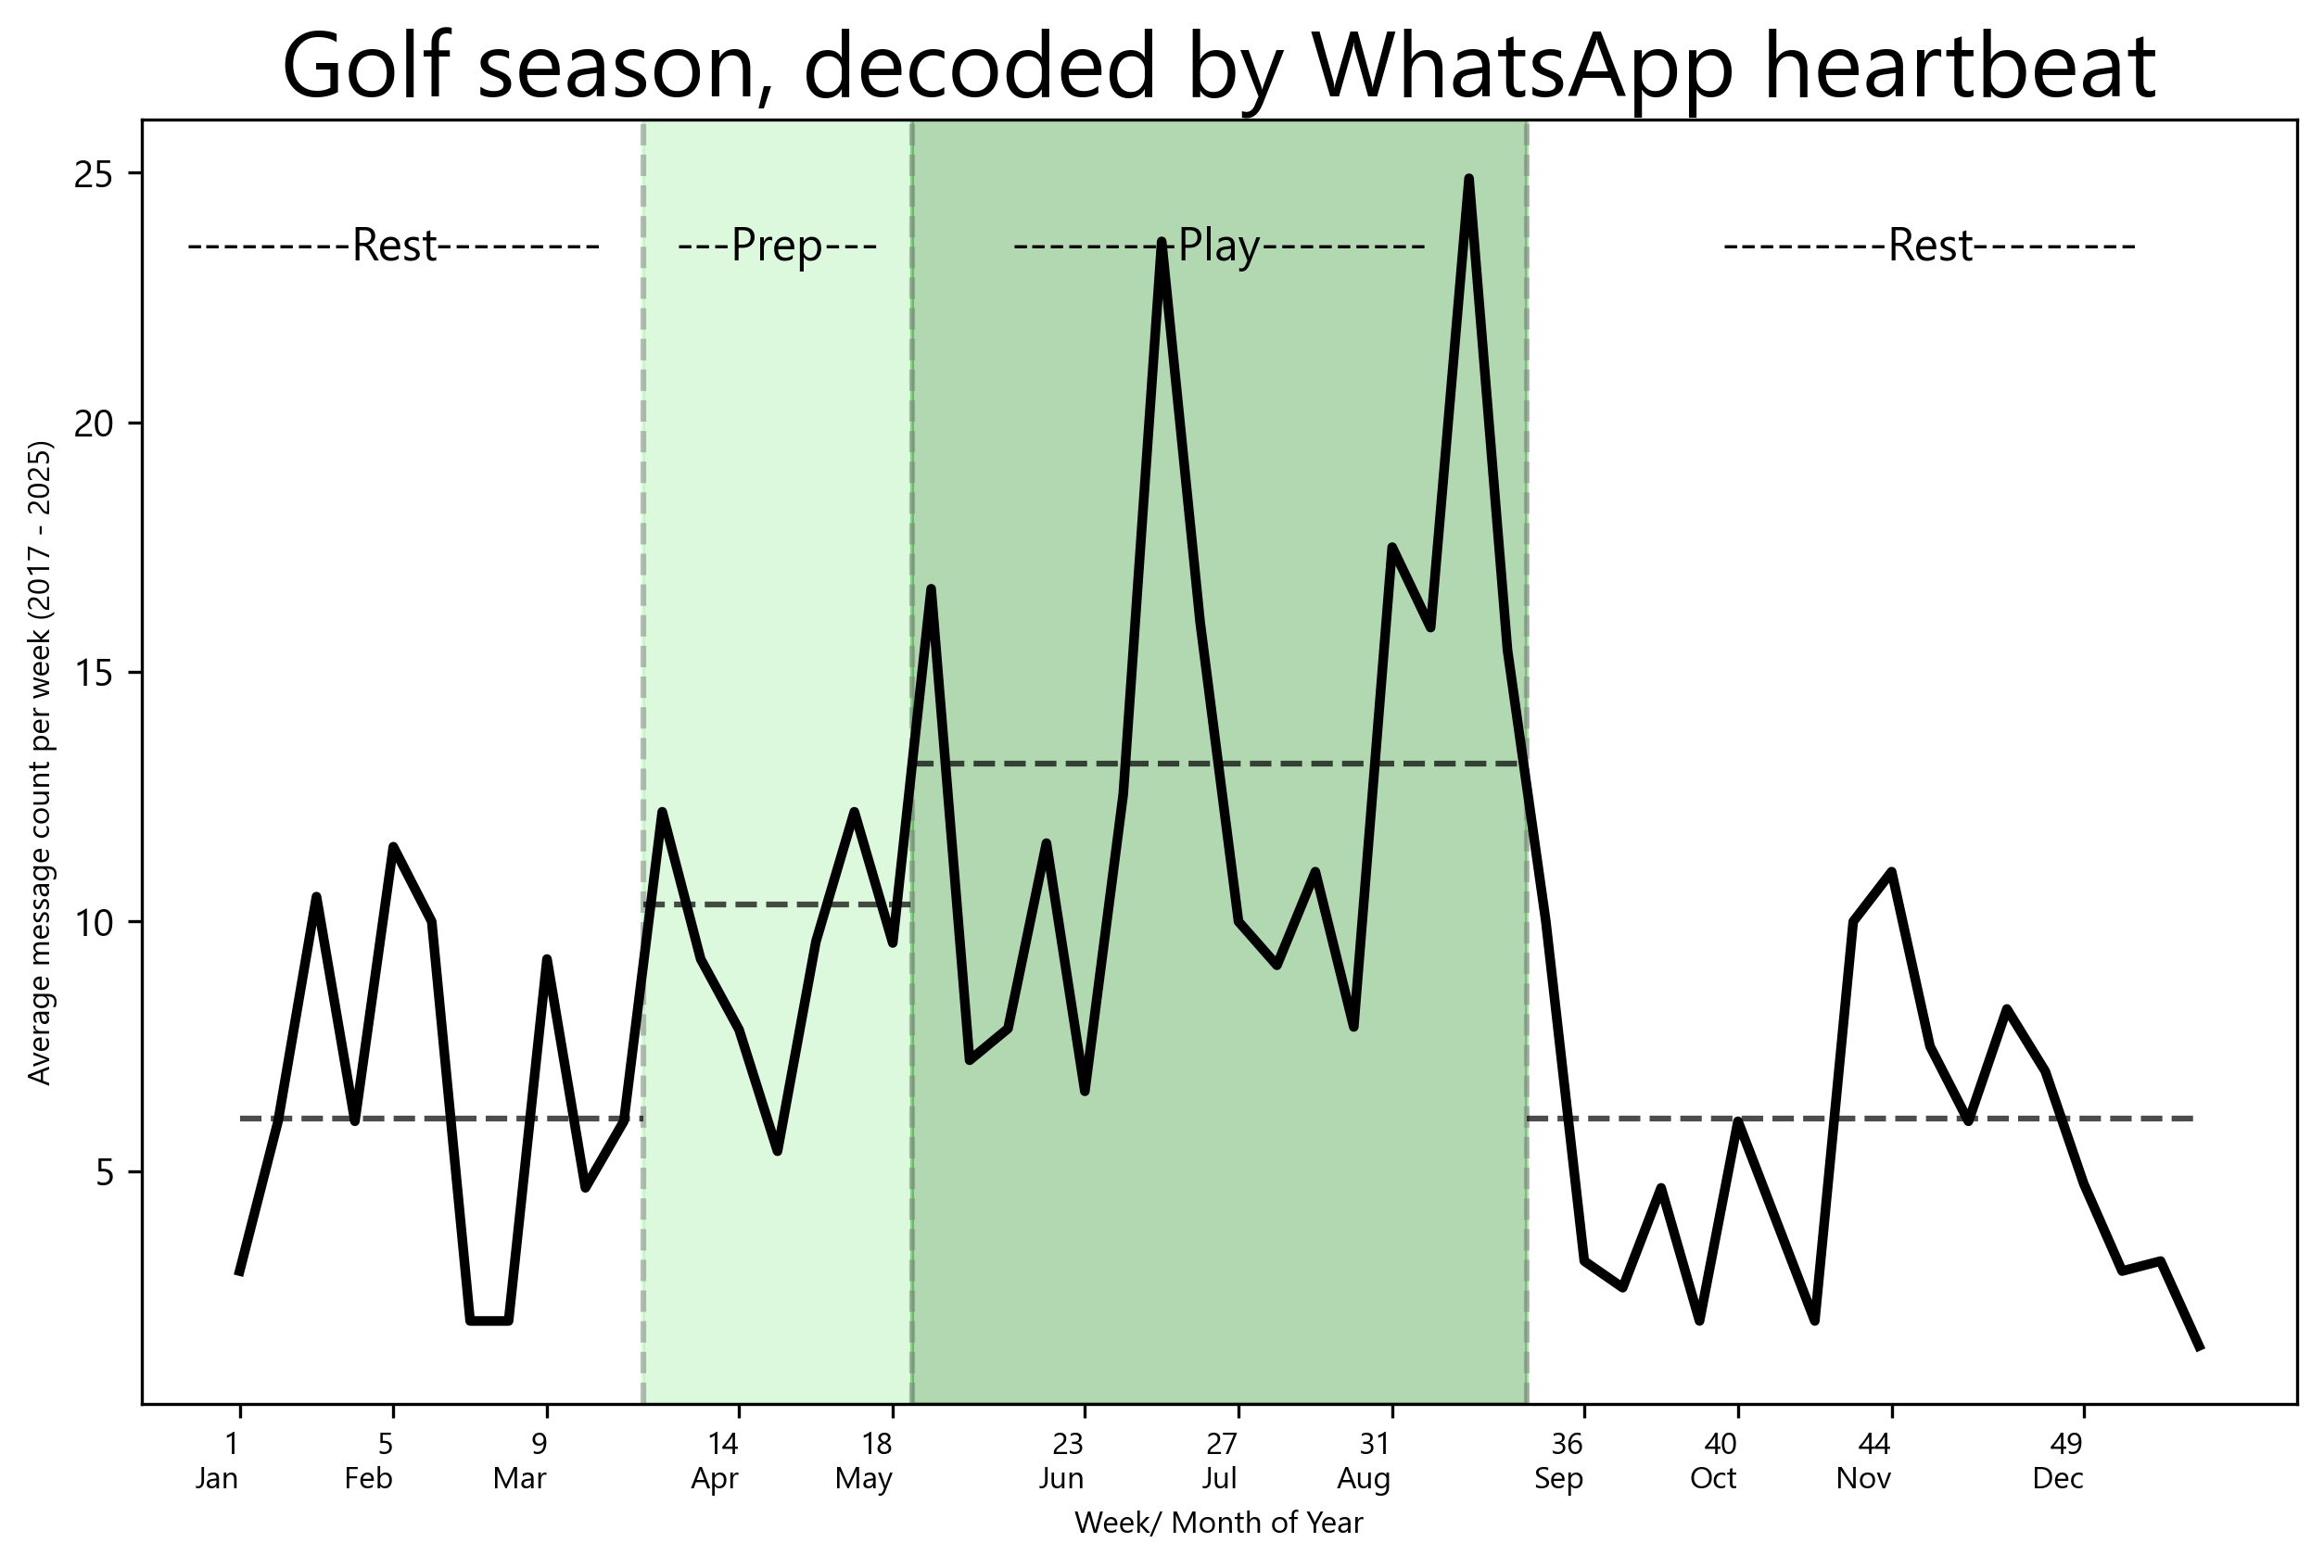 Golf season, decoded by WhatsApp heartbeat
25
20
15
10
5
Average message count per week (2017 - 2025)
----------Rest----------
---Prep---
----------Play----------
----------Rest----------
1 5 9 14 18 23 27 31 36 40 44 49
Jan Feb Mar Apr May Jun Jul Aug Sep Oct Nov Dec
Week/ Month of Year